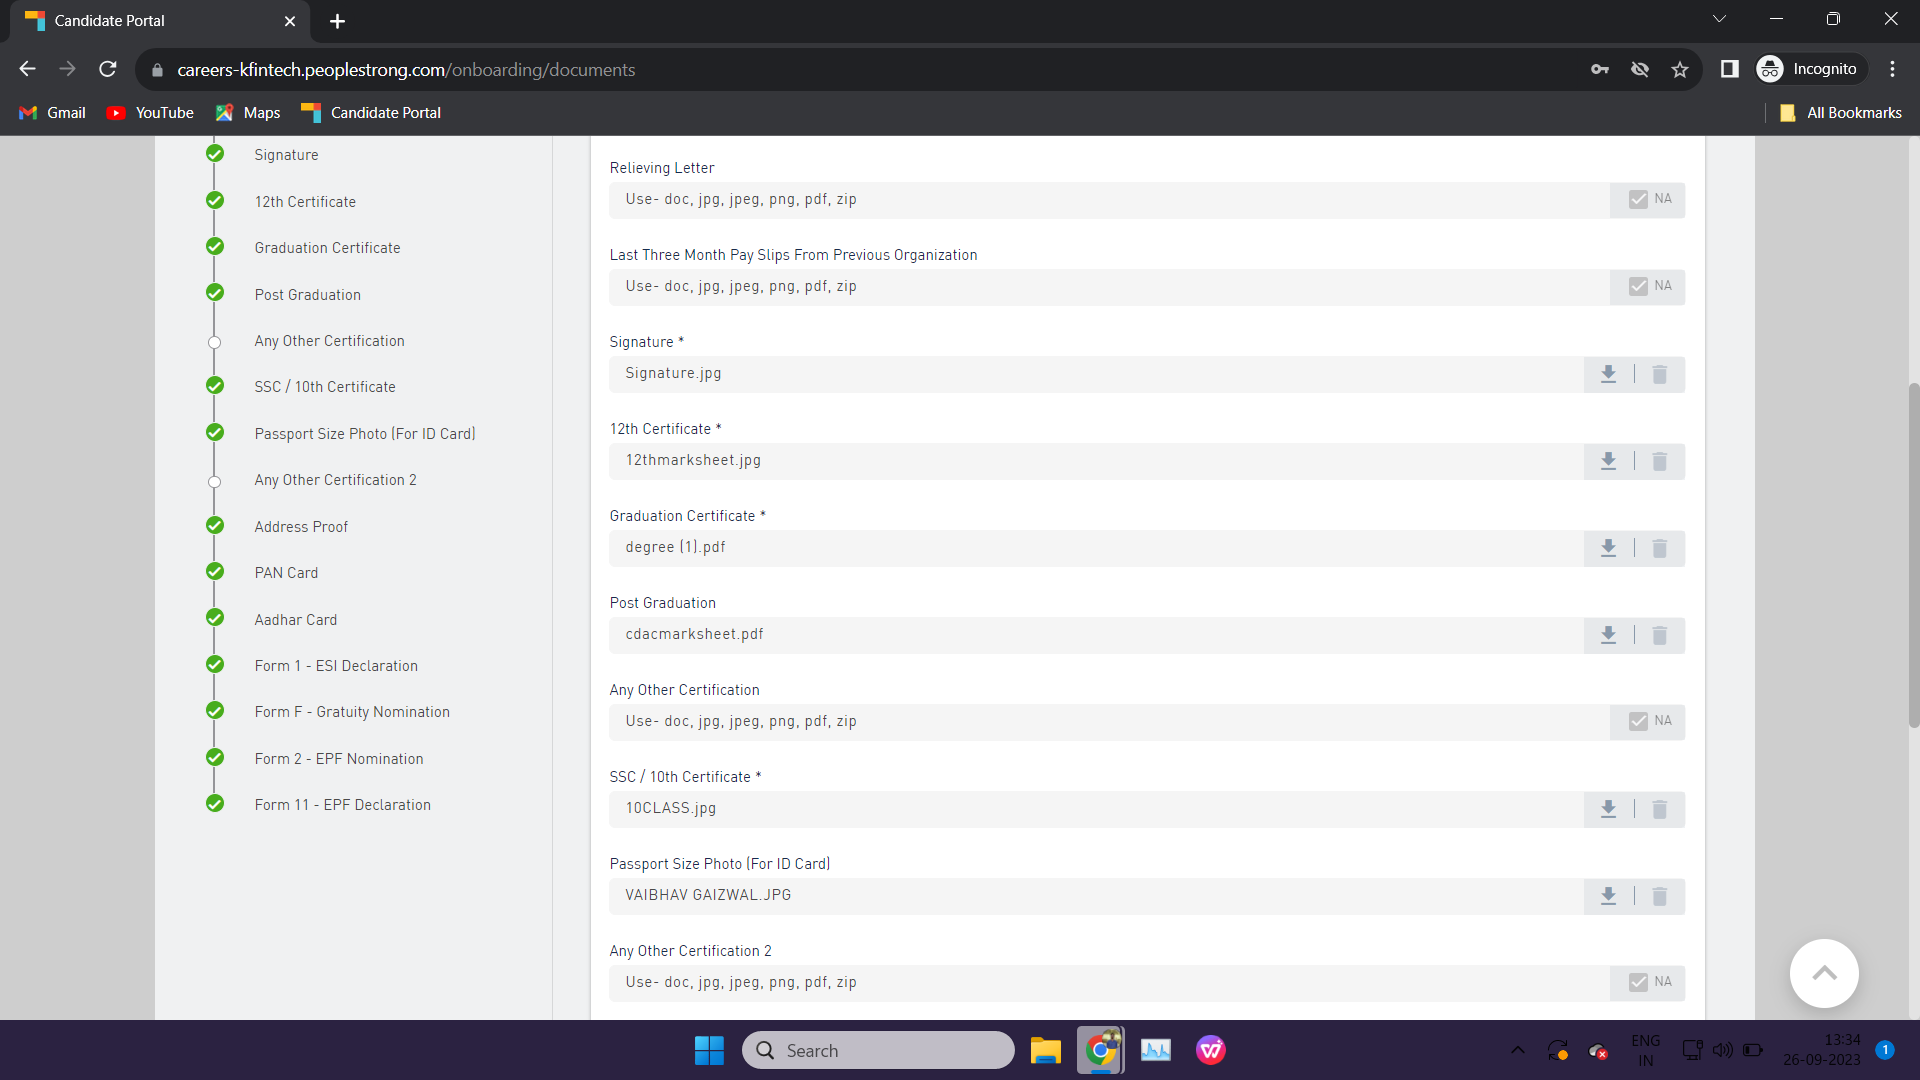 Candidate Portal
careers-kfintech.peoplestrong.com/onboarding/documents
Incognito
Gmail
YouTube
Maps
Candidate Portal
All Bookmarks
Signature
12th Certificate
Graduation Certificate
Post Graduation
Any Other Certification
SSC / 10th Certificate
Passport Size Photo (For ID Card)
Any Other Certification 2
Address Proof
PAN Card
Aadhar Card
Form 1 - ESI Declaration
Form F - Gratuity Nomination
Form 2 - EPF Nomination
Form 11 - EPF Declaration
Relieving Letter
Use- doc, jpg, jpeg, png, pdf, zip
NA
Last Three Month Pay Slips From Previous Organization
Use- doc, jpg, jpeg, png, pdf, zip
NA
Signature *
Signature.jpg
12th Certificate *
12thmarksheet.jpg
Graduation Certificate *
degree (1).pdf
Post Graduation
cdacmarksheet.pdf
Any Other Certification
Use- doc, jpg, jpeg, png, pdf, zip
NA
SSC / 10th Certificate *
10CLASS.jpg
Passport Size Photo (For ID Card)
VAIBHAV GAIZWAL.JPG
Any Other Certification 2
Use- doc, jpg, jpeg, png, pdf, zip
NA
Search
ENG
IN
13:34
26-09-2023
1